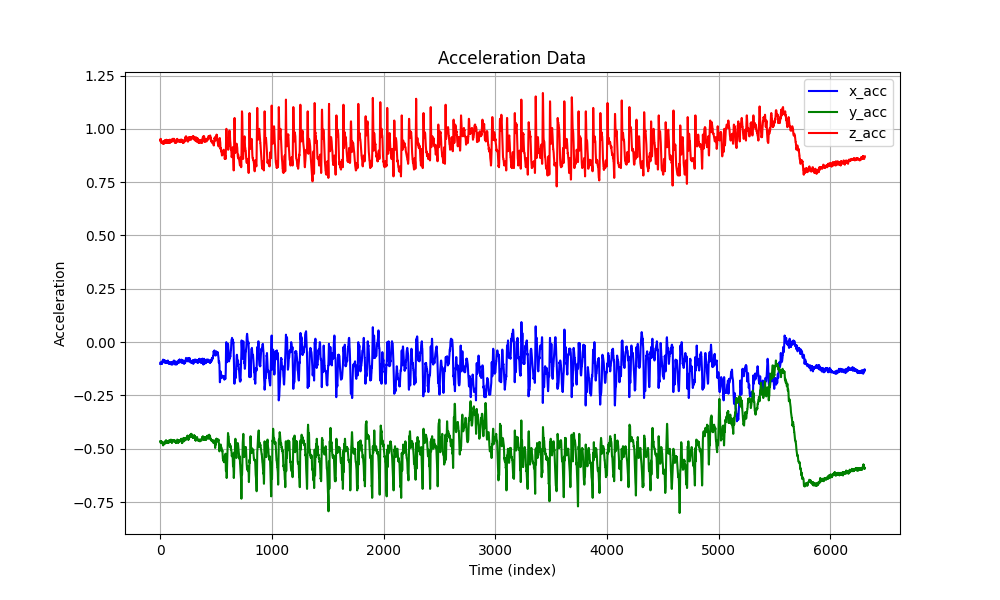 Acceleration Data
1.25
1.00
0.75
0.50
0.25
0.00
−0.25
−0.50
−0.75
Acceleration
x_acc
y_acc
z_acc
0 1000 2000 3000 4000 5000 6000
Time (index)